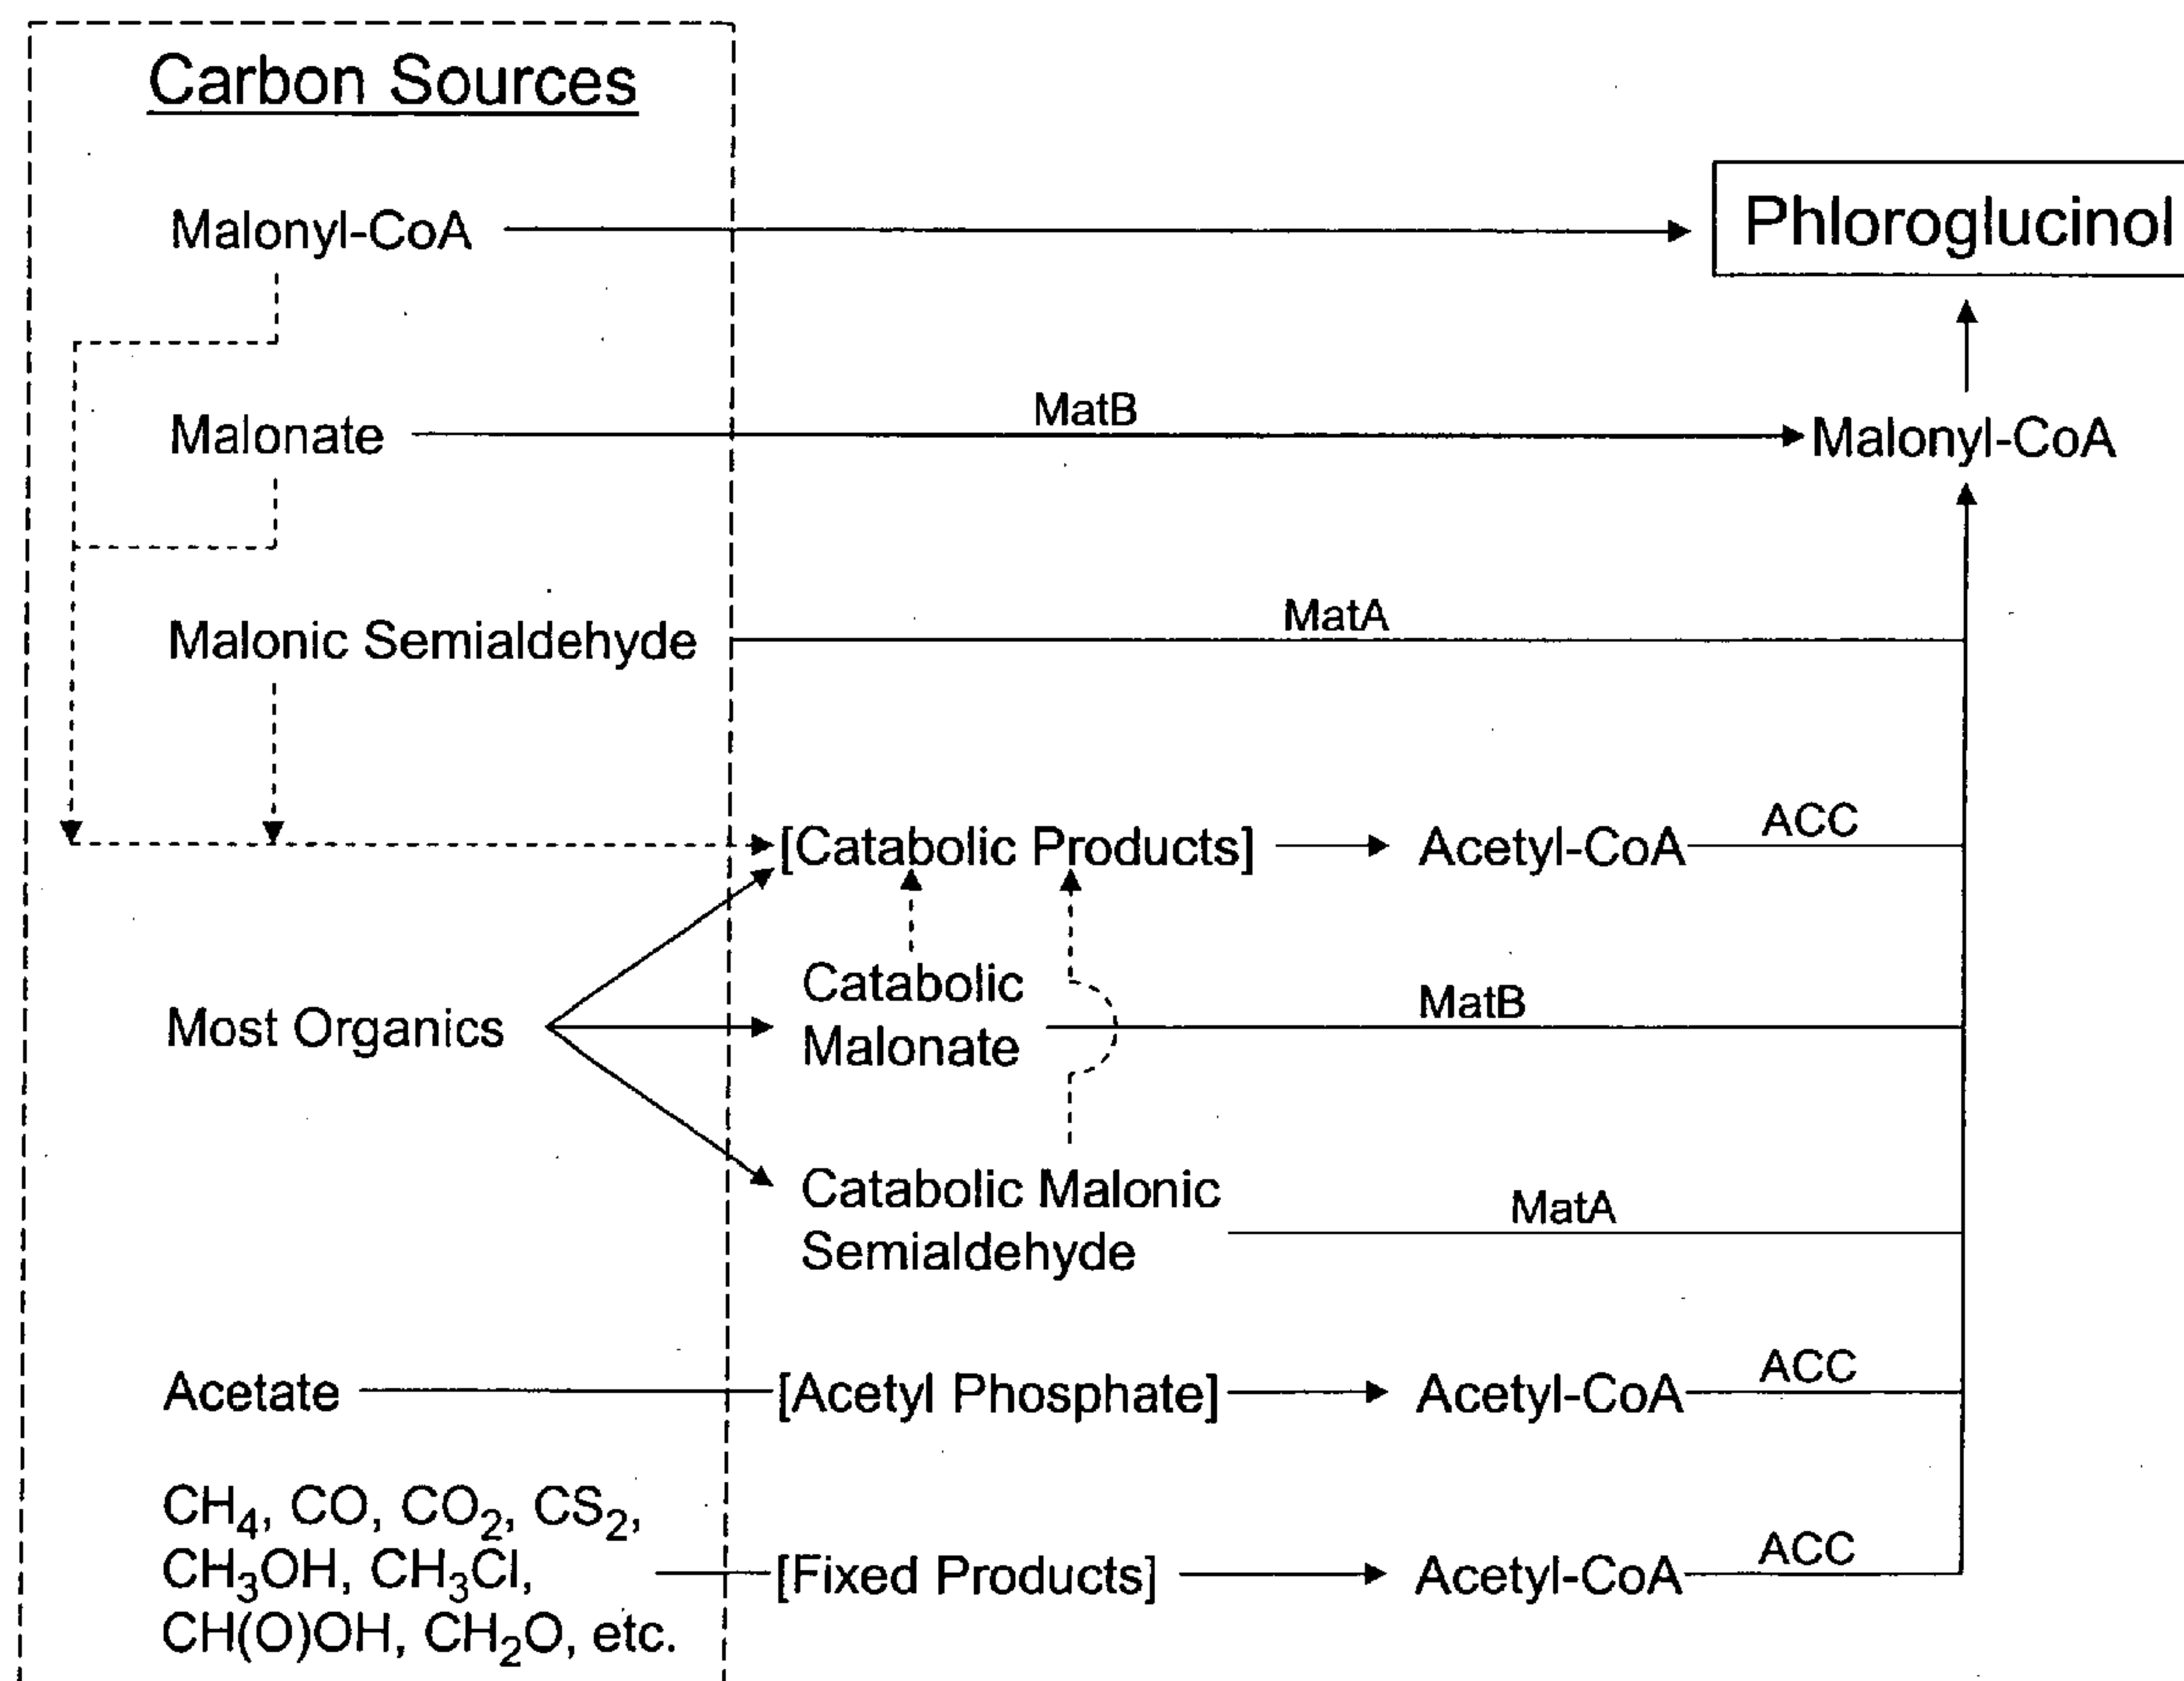 Carbon Sources
Malonyl-CoA
Phloroglucinol
Malonate
MatB
Malonyl-CoA
Malonic Semialdehyde
MatA
[Catabolic Products]
Acetyl-CoA
ACC
Most Organics
Catabolic
Malonate
MatB
Catabolic Malonic
Semialdehyde
MatA
Acetate
[Acetyl Phosphate]
Acetyl-CoA
ACC
CH₄, CO, CO₂, CS₂,
CH₃OH, CH₃Cl,
CH(O)OH, CH₂O, etc.
[Fixed Products]
Acetyl-CoA
ACC